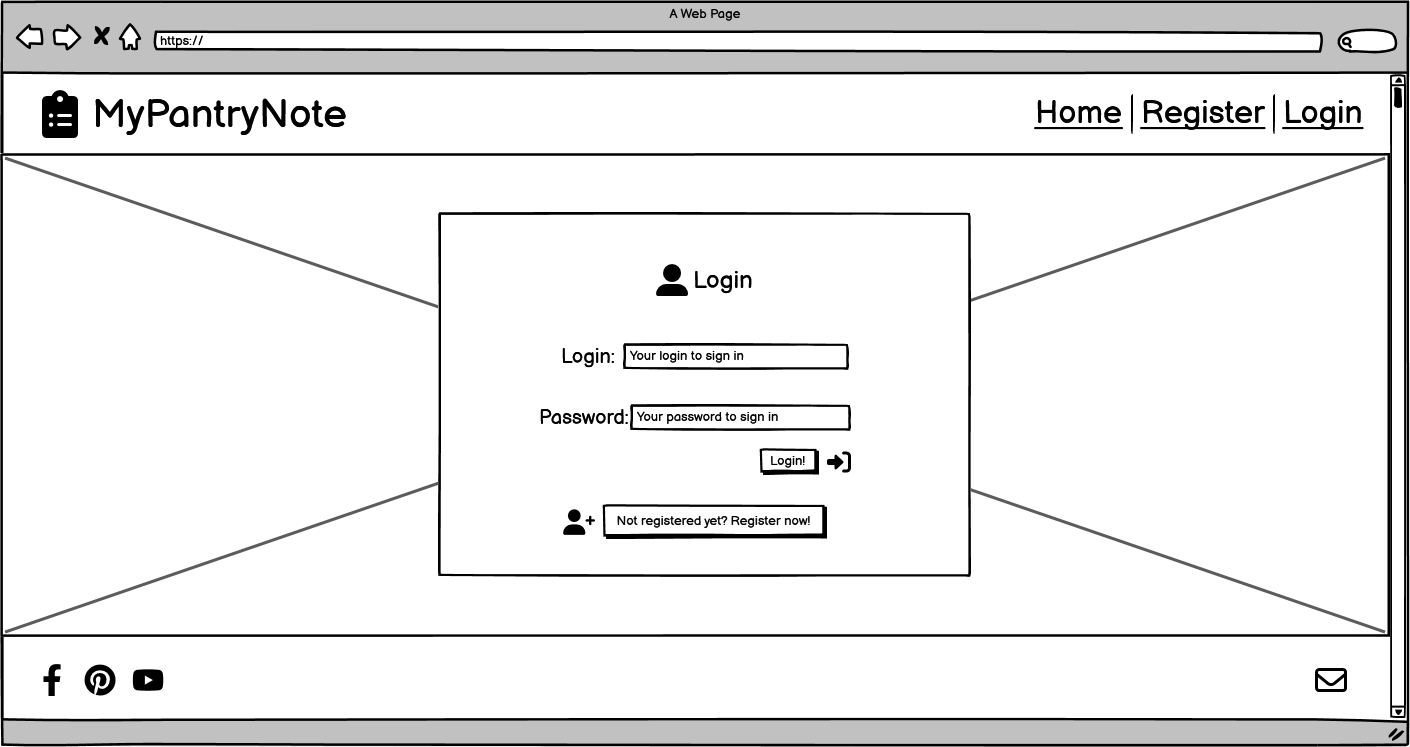 A Web Page
https://
MyPantryNote
Home Register Login
Login
Login: Your login to sign in
Password: Your password to sign in
Login!
Not registered yet? Register now!